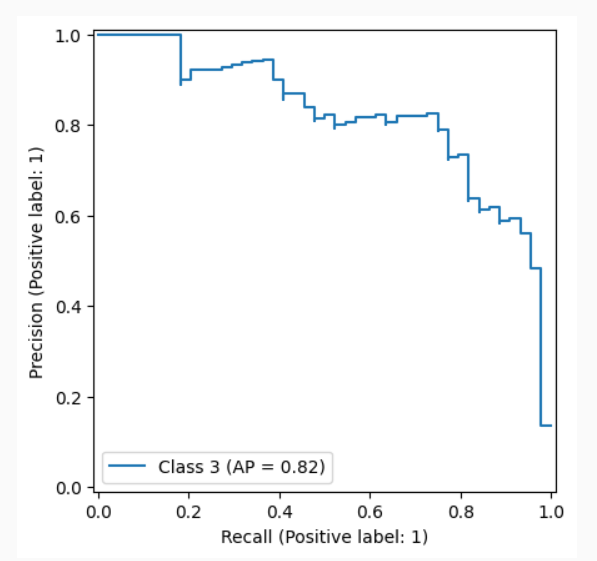 1.0
0.8
0.6
0.4
0.2
0.0
Precision (Positive label: 1)
Class 3 (AP = 0.82)
0.0 0.2 0.4 0.6 0.8 1.0
Recall (Positive label: 1)